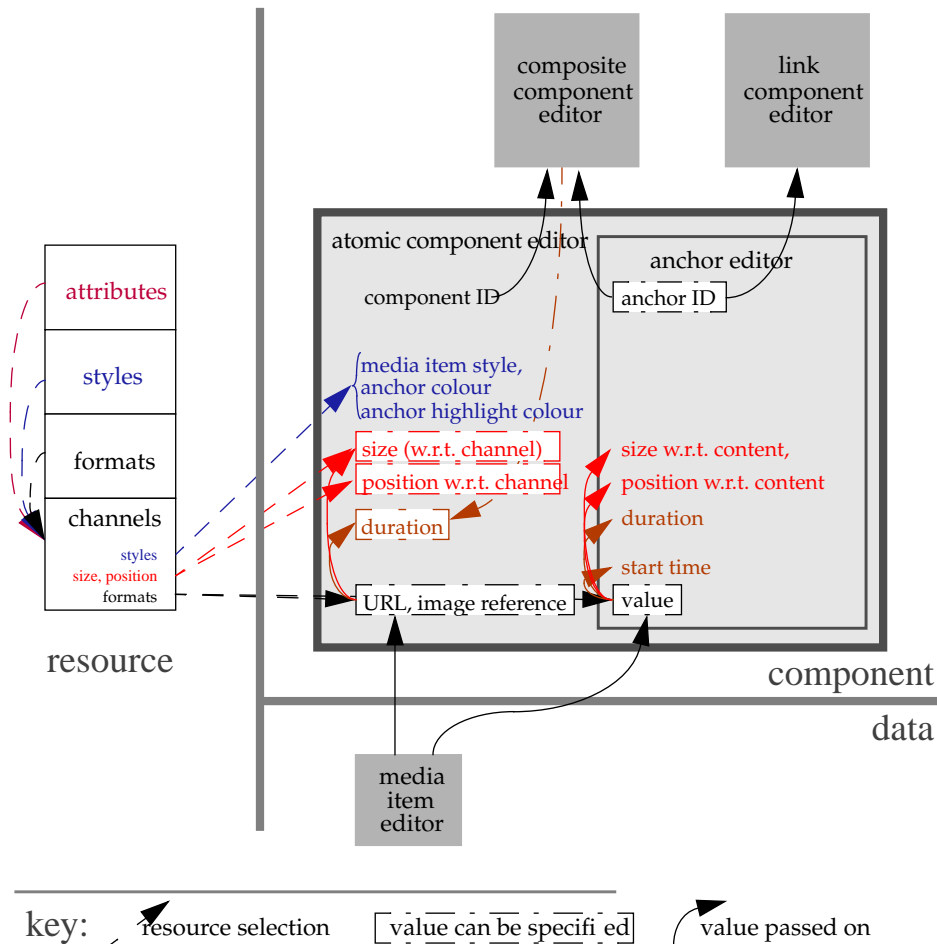 composite
component
editor
link
component
editor
atomic component editor
anchor editor
component ID
anchor ID
attributes
styles
formats
channels
styles
size, position
formats
resource
media item style,
anchor colour
anchor highlight colour
size (w.r.t. channel)
position w.r.t. channel
duration
URL, image reference
size w.r.t. content,
position w.r.t. content
duration
start time
value
component
data
media
item
editor
key:
resource selection
value can be specifi ed
value passed on